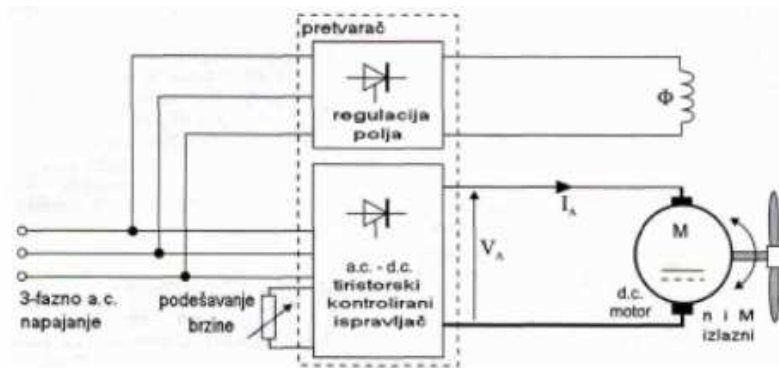 pretvarač
regulacija
polja
Φ
I_A
V_A
M
a.c. - d.c.
tiristorski
kontrolirani
ispravljač
3-fazno a.c.
napajanje
podešavanje
brzine
d.c.
motor
n i M
izlazni